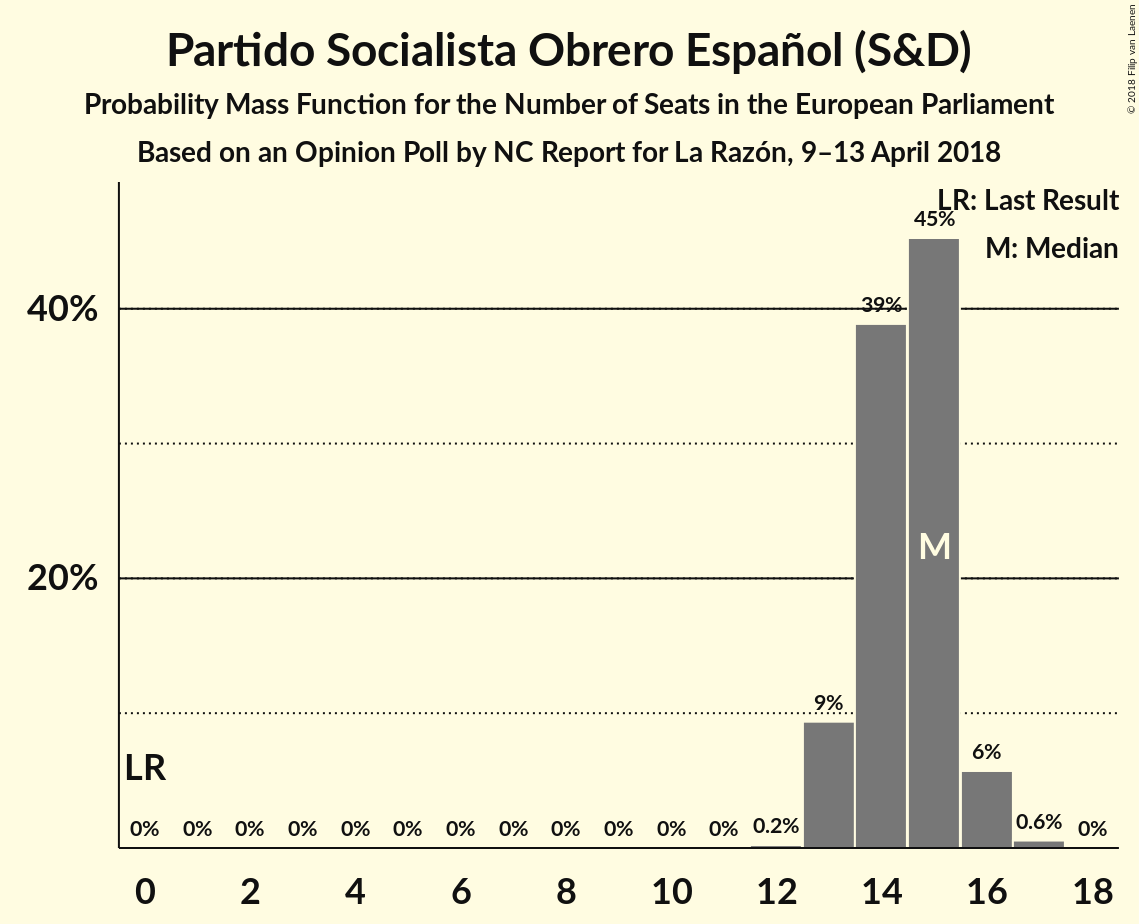 Partido Socialista Obrero Español (S&D)
Probability Mass Function for the Number of Seats in the European Parliament
Based on an Opinion Poll by NC Report for La Razón, 9–13 April 2018
© 2018 Filip van Laenen
LR: Last Result
M: Median
45%
39%
40%
20%
M
9%
6%
LR
0% 0% 0% 0% 0% 0% 0% 0% 0% 0% 0% 0% 0.2% 0.6% 0%
0 2 4 6 8 10 12 14 16 18